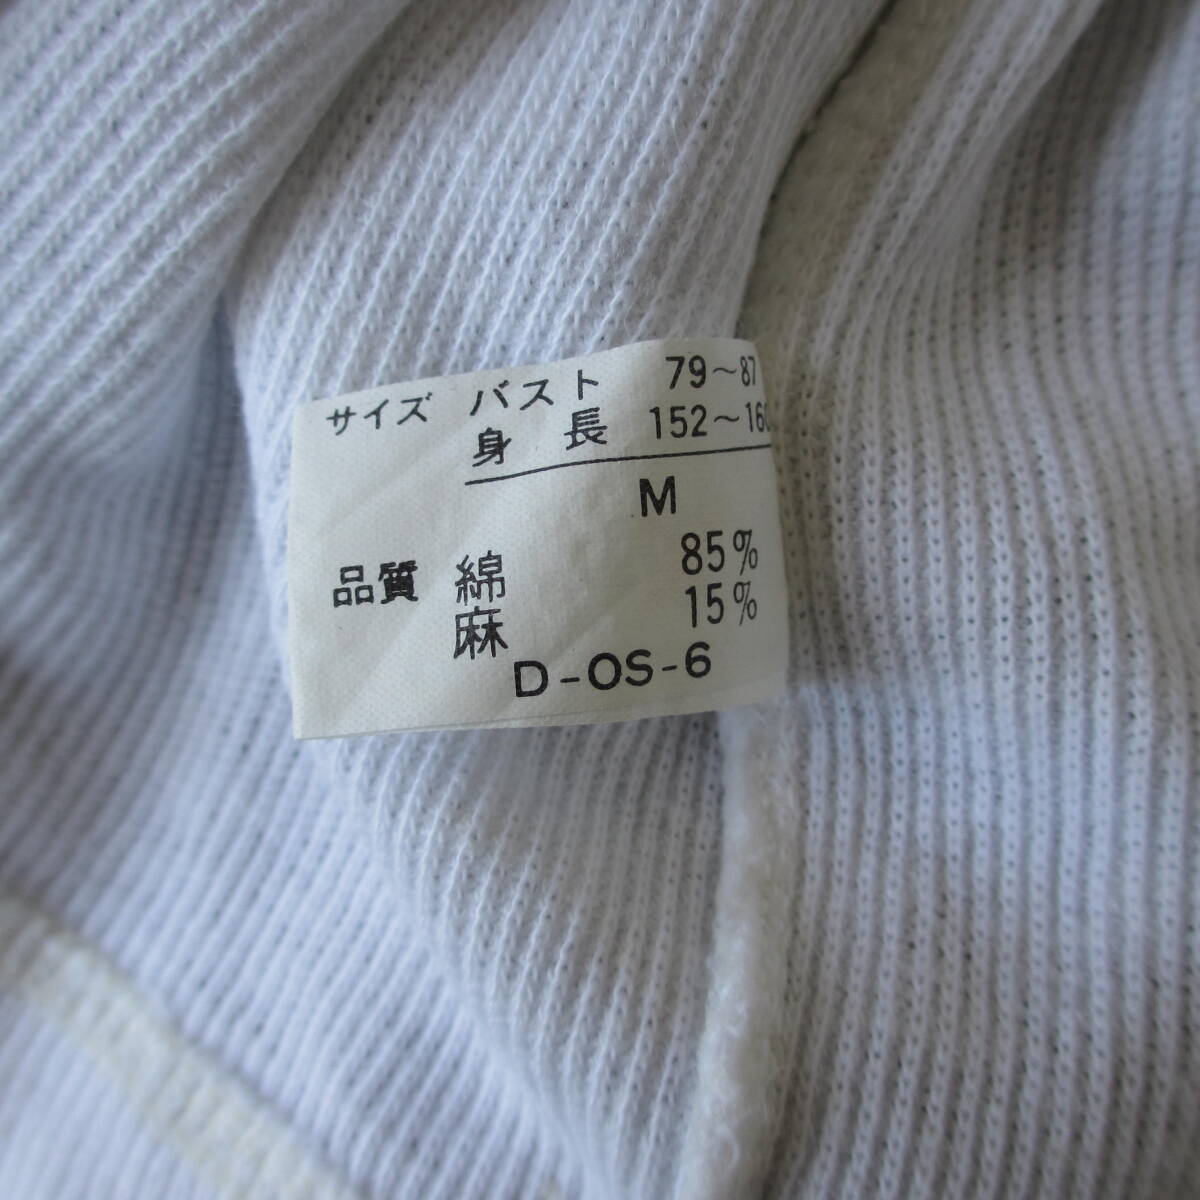 サイズ バスト 79～87
身長 152～160
M
品質 綿 85%
麻 15%
D-OS-6